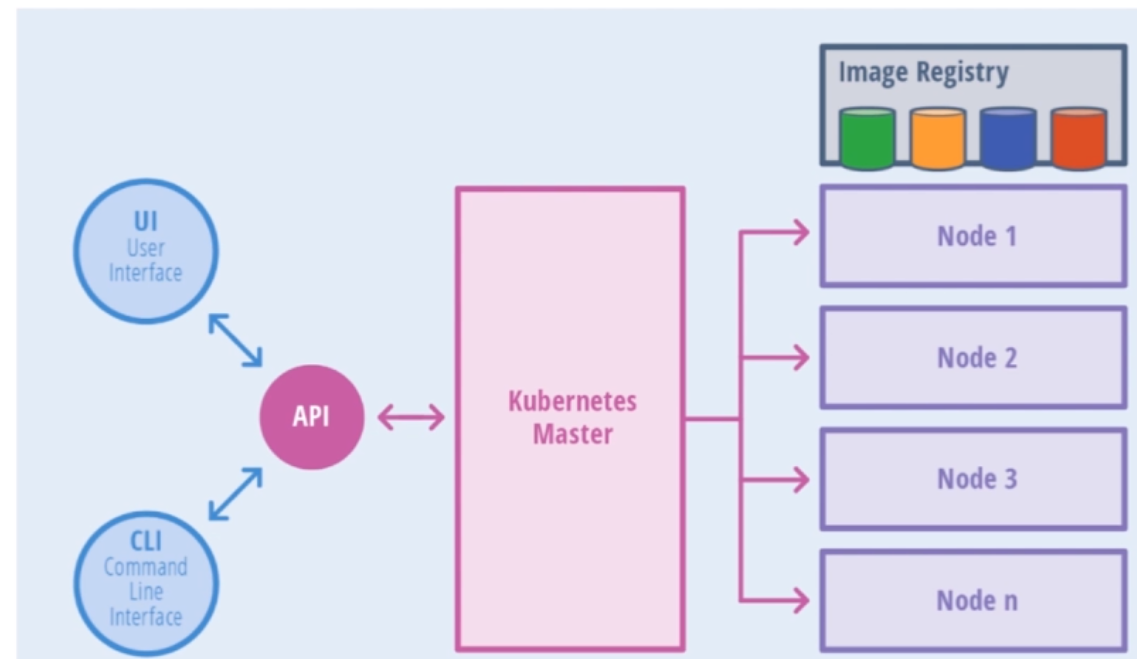 Image Registry
UI
User
Interface
Node 1
Node 2
API
Kubernetes
Master
Node 3
CLI
Command
Line
Interface
Node n